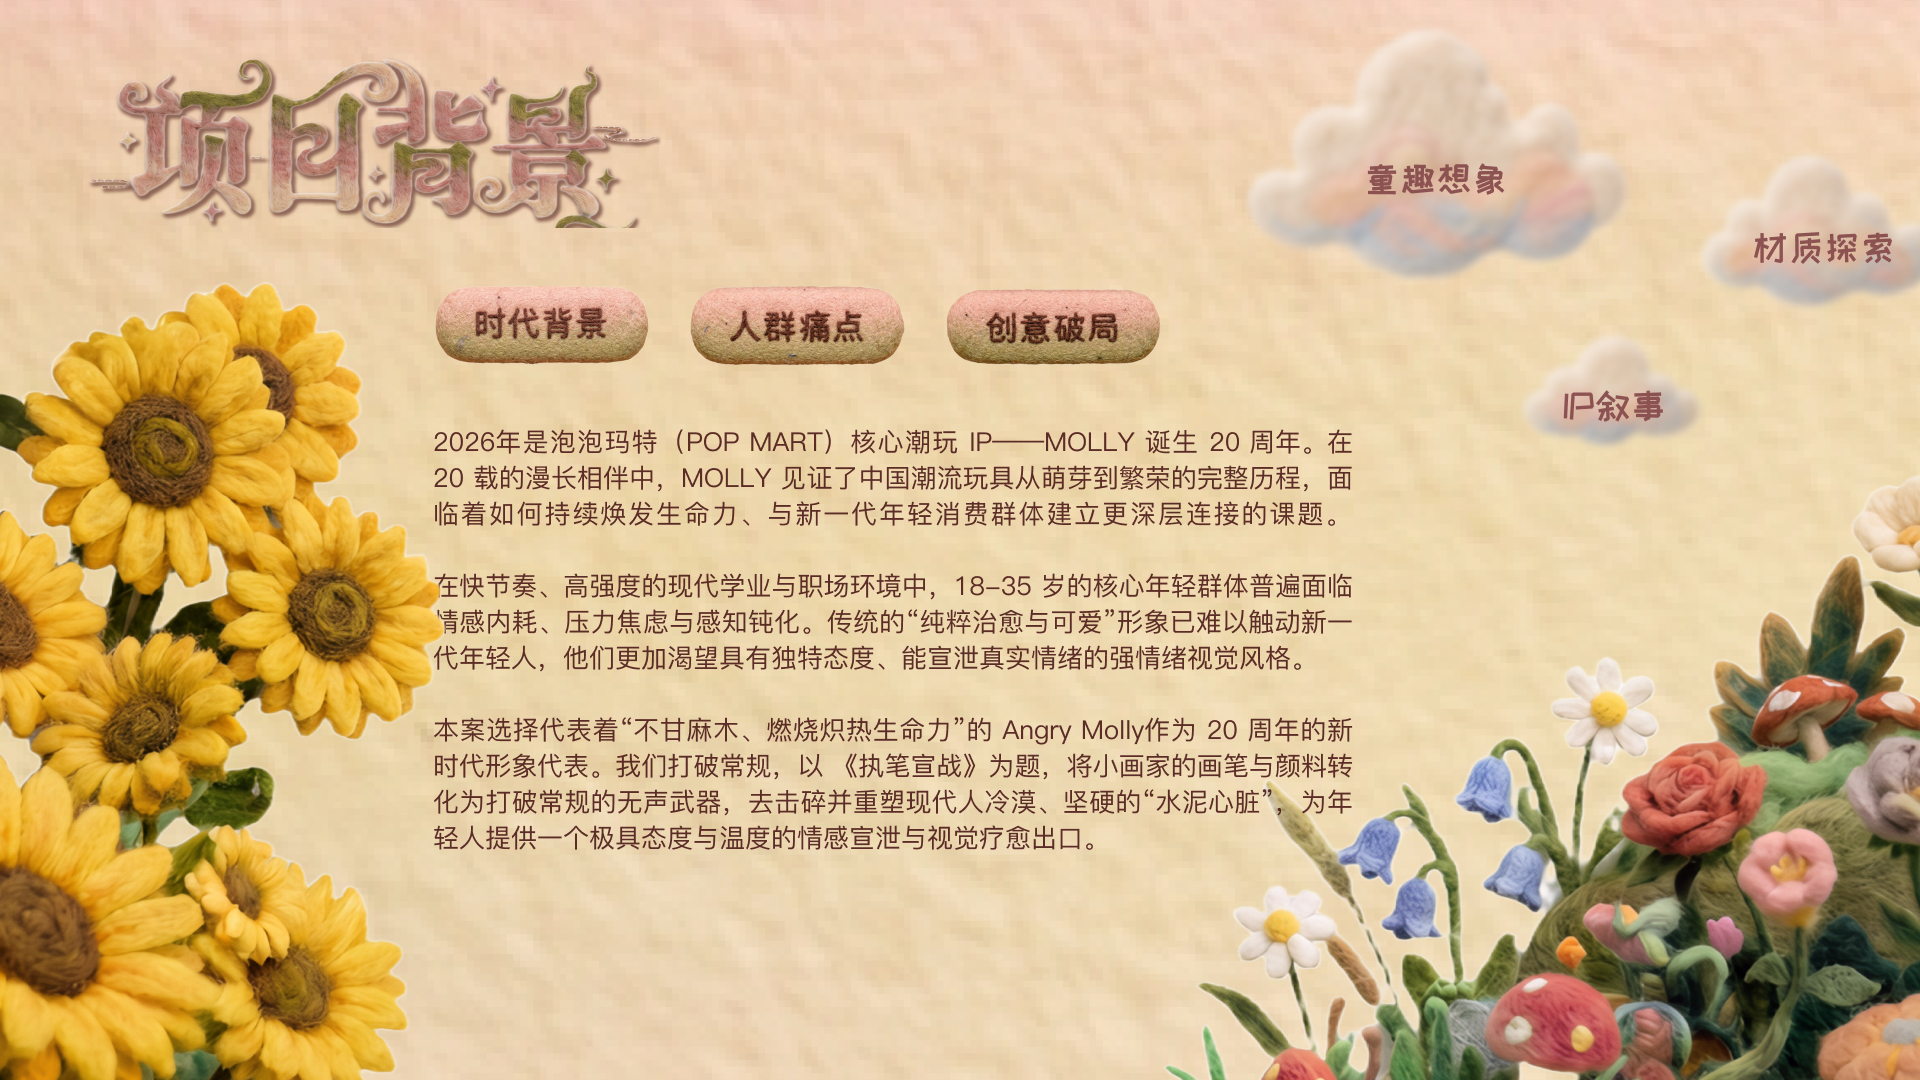 项目背景
童趣想象
材质探索
旧叙事
时代背景
人群痛点
创意破局
2026年是泡泡玛特（POP MART）核心潮玩 IP——MOLLY 诞生 20 周年。在
20 载的漫长相伴中，MOLLY 见证了中国潮流玩具从萌芽到繁荣的完整历程，面
临着如何持续焕发生命力、与新一代年轻消费群体建立更深层连接的课题。
在快节奏、高强度的现代学业与职场环境中，18-35 岁的核心年轻群体普遍面临
情感内耗、压力焦虑与感知钝化。传统的“纯粹治愈与可爱”形象已难以触动新一
代年轻人，他们更加渴望具有独特态度、能宣泄真实情绪的强情绪视觉风格。
本案选择代表着“不甘麻木、燃烧炽热生命力”的 Angry Molly作为 20 周年的新
时代形象代表。我们打破常规，以 《执笔宣战》为题，将小画家的画笔与颜料转
化为打破常规的无声武器，去击碎并重塑现代人冷漠、坚硬的“水泥心脏”，为年
轻人提供一个极具态度与温度的情感宣泄与视觉疗愈出口。